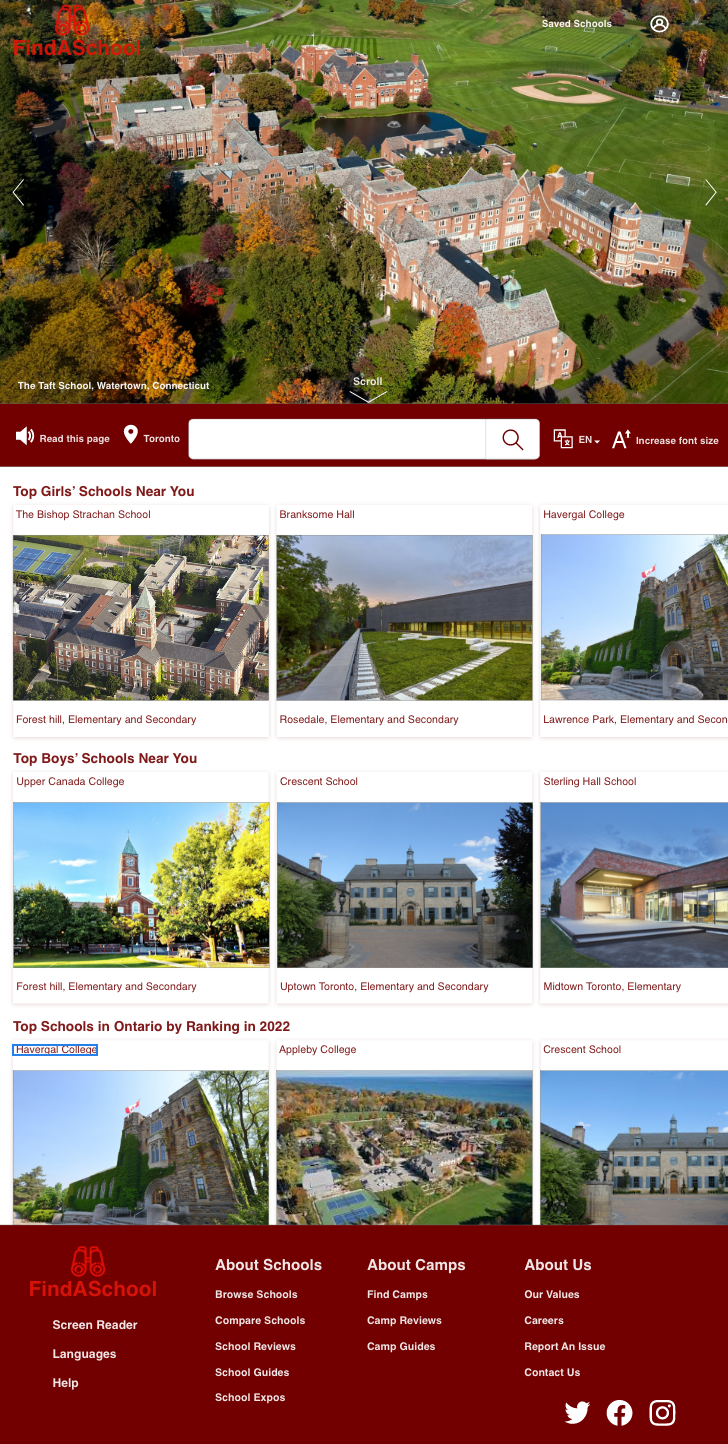 FindASchool
Saved Schools
The Taft School, Watertown, Connecticut
Scroll
Read this page
Toronto
EN
Increase font size
Top Girls' Schools Near You
The Bishop Strachan School
Branksome Hall
Havergal College
Forest hill, Elementary and Secondary
Rosedale, Elementary and Secondary
Lawrence Park, Elementary and Secon
Top Boys' Schools Near You
Upper Canada College
Crescent School
Sterling Hall School
Forest hill, Elementary and Secondary
Uptown Toronto, Elementary and Secondary
Midtown Toronto, Elementary
Top Schools in Ontario by Ranking in 2022
Havergal College
Appleby College
Crescent School
FindASchool
Screen Reader
Languages
Help
About Schools
Browse Schools
Compare Schools
School Reviews
School Guides
School Expos
About Camps
Find Camps
Camp Reviews
Camp Guides
About Us
Our Values
Careers
Report An Issue
Contact Us